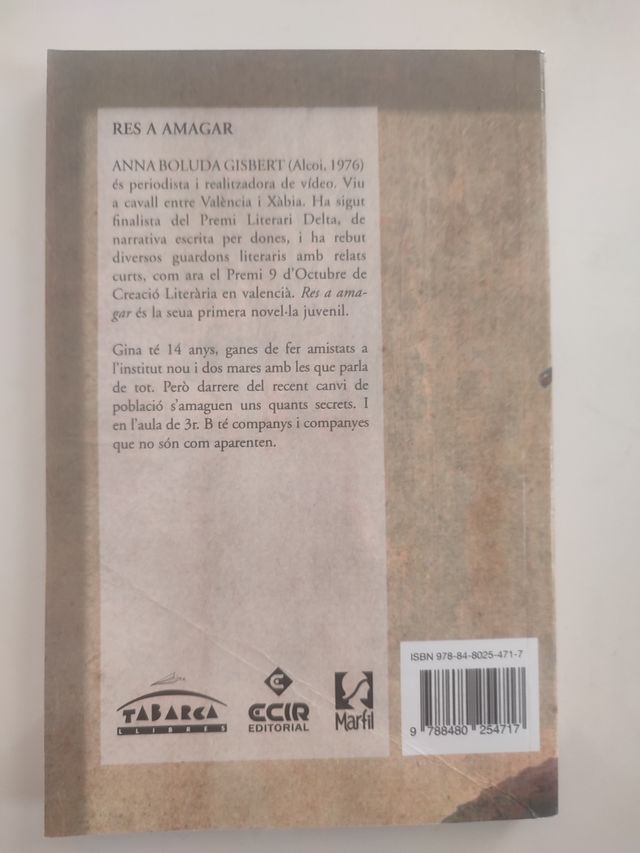 RES A AMAGAR
ANNA BOLUDA GISBERT (Alcoi, 1976)
és periodista i realitzadora de vídeo. Viu
a cavall entre València i Xàbia. Ha sigut
finalista del Premi Literari Delta, de
narrativa escrita per dones, i ha rebut
diversos guardons literaris amb relats
curts, com ara el Premi 9 d'Octubre de
Creació Literària en valencià. Res a ama-
gar és la seua primera novel·la juvenil.
Gina té 14 anys, ganes de fer amistats a
l'institut nou i dos mares amb les que parla
de tot. Però darrere del recent canvi de
població s'amaguen uns quants secrets. I
en l'aula de 3r. B té companys i companyes
que no són com aparenten.
TABARCA
LLIBRES
ECIR
EDITORIAL
Marfil
ISBN 978-84-8025-471-7
9 788480 254717